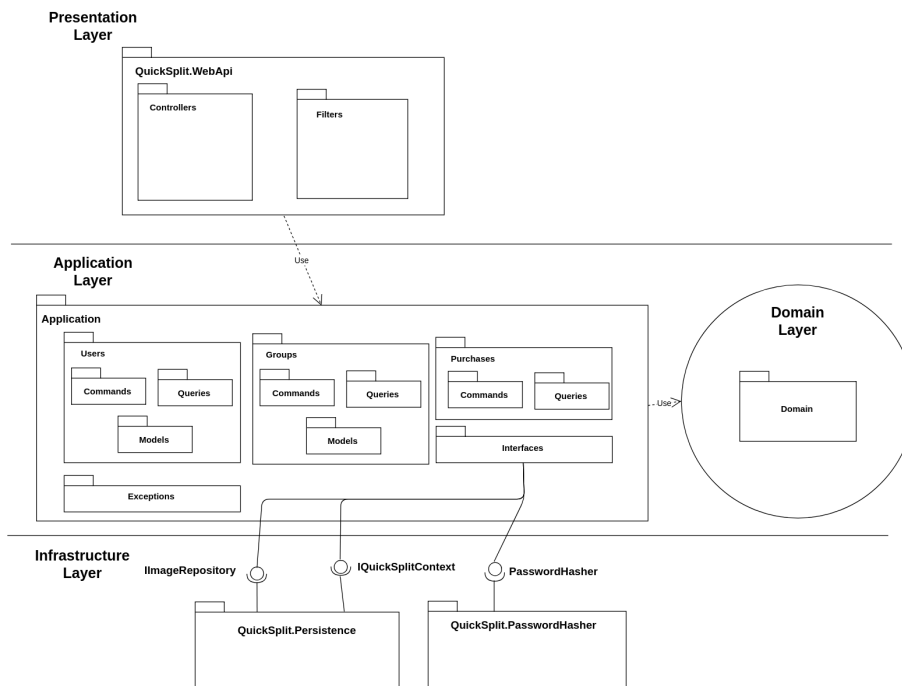 Presentation
Layer
QuickSplit.WebApi
Controllers
Filters
Use
Application
Layer
Application
Users
Commands
Queries
Models
Groups
Commands
Queries
Models
Purchases
Commands
Queries
Interfaces
Exceptions
Use
Domain
Layer
Domain
Infrastructure
Layer
IImageRepository
IQuickSplitContext
PasswordHasher
QuickSplit.Persistence
QuickSplit.PasswordHasher